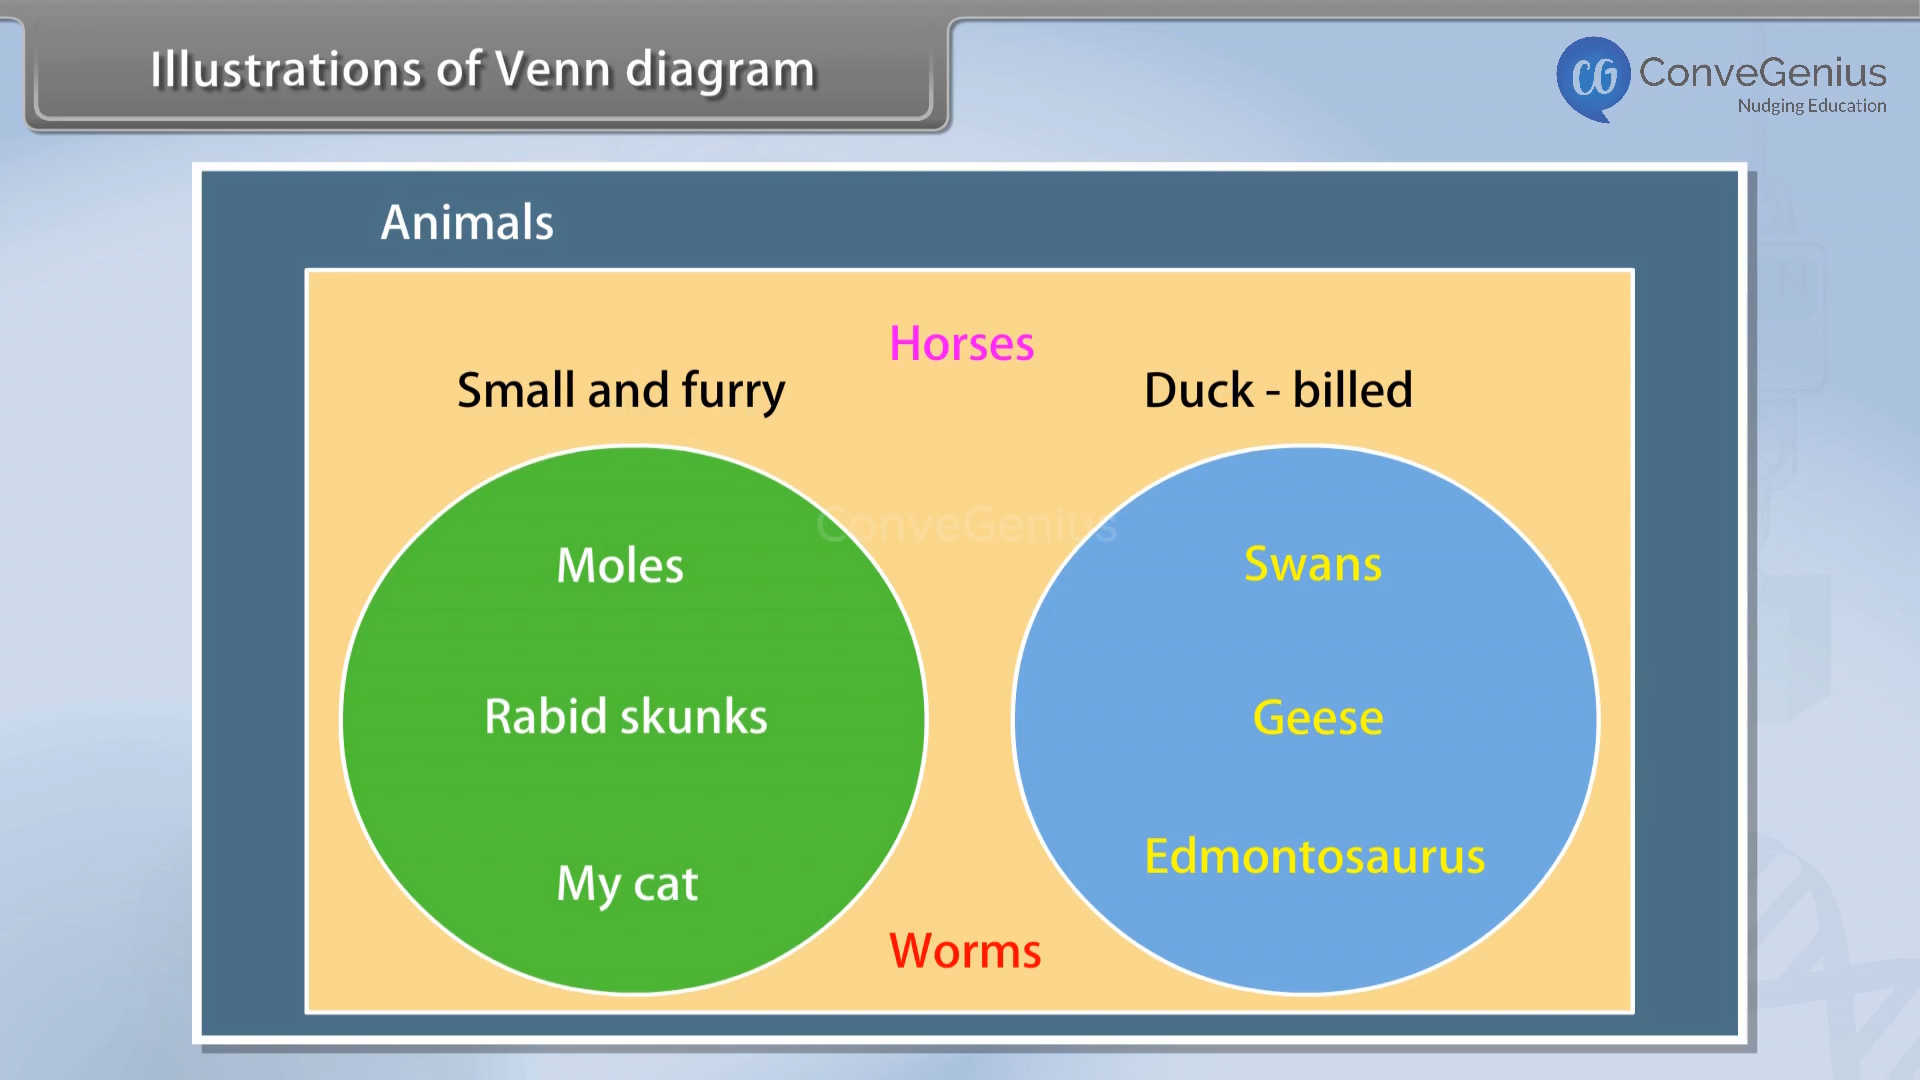 Illustrations of Venn diagram
CG ConveGenius
Nudging Education
Animals
Horses
Small and furry
Duck - billed
ConveGenius
Moles
Swans
Rabid skunks
Geese
My cat
Edmontosaurus
Worms